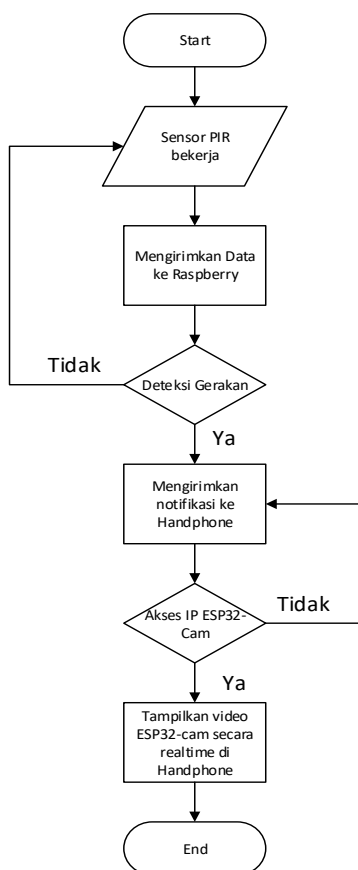 Start
Sensor PIR
bekerja
Mengirimkan Data
ke Raspberry
Tidak
Deteksi Gerakan
Ya
Mengirimkan
notifikasi ke
Handphone
Akses IP ESP32-
Cam
Tidak
Ya
Tampilkan video
ESP32-cam secara
realtime di
Handphone
End